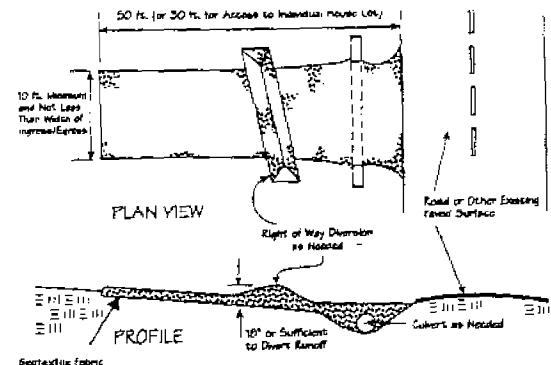 50 ft. (or 30 ft. for Access to Individual House Lot)
10 ft. Minimum
and Not Less
Than Width of
Ingress/Egress
PLAN VIEW
Right of Way Diversion
as Needed
Road or Other Existing
Paved Surface
18" or Sufficient
to Divert Runoff
Culvert as Needed
PROFILE
Geotextile Fabric